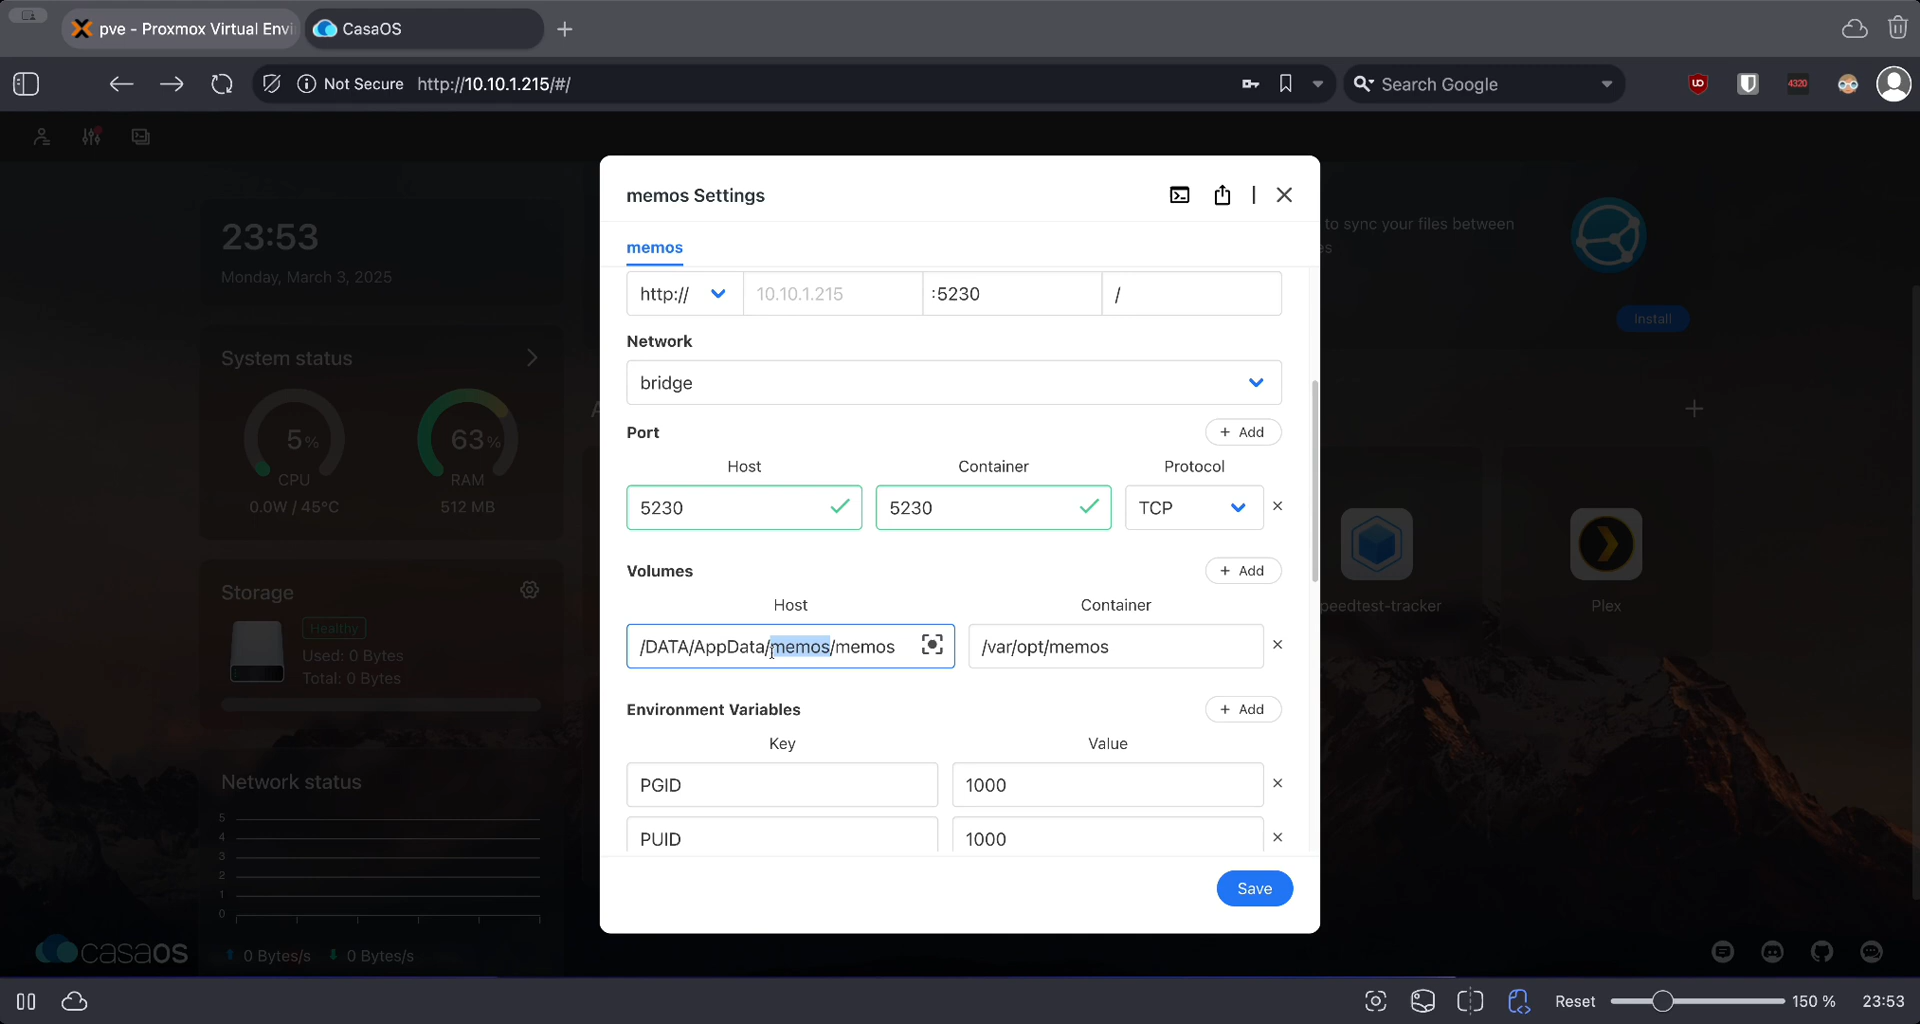 pve - Proxmox Virtual Envi
CasaOS
Not Secure http://10.10.1.215/#/
Search Google
4320
23:53
Monday, March 3, 2025
System status
5%
CPU
0.0W / 45°C
63%
RAM
512 MB
Storage
Healthy
Used: 0 Bytes
Total: 0 Bytes
Network status
5
4
3
2
1
0
0 Bytes/s 0 Bytes/s
casaos
memos Settings
memos
http:// 10.10.1.215 :5230 /
Network
bridge
Port + Add
Host Container Protocol
5230 5230 TCP
Volumes + Add
Host Container
/DATA/AppData/memos/memos /var/opt/memos
Environment Variables + Add
Key Value
PGID 1000
PUID 1000
Save
to sync your files between
es
Install
peedtest-tracker
Plex
Reset 150 % 23:53